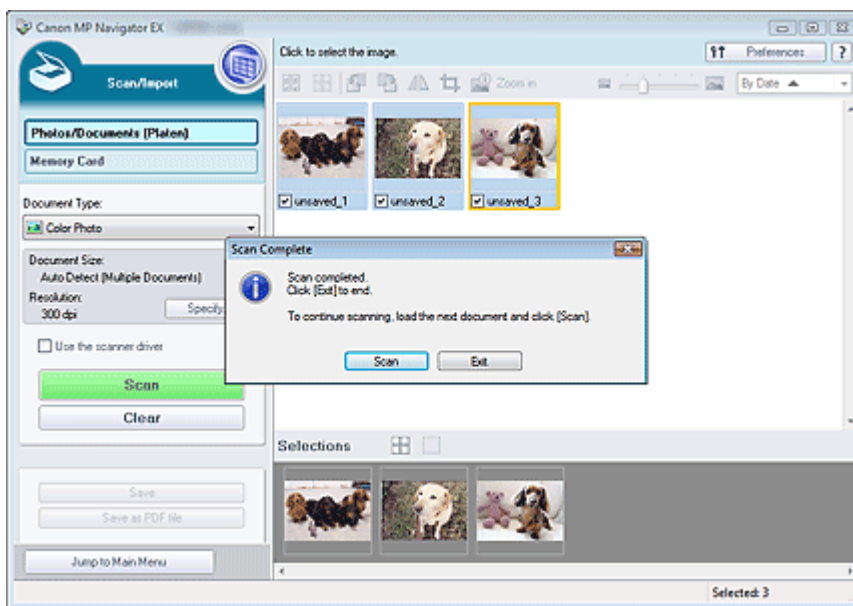 Canon MP Navigator EX
Scan/Import
Photos/Documents (Platen)
Memory Card
Document Type:
Color Photo
Document Size:
Auto Detect (Multiple Documents)
Resolution:
300 dpi
Specify
Use the scanner driver
Scan
Clear
Save
Save as PDF file
Jump to Main Menu
Click to select the image.
Preferences
?
Zoom in
By Date
unsaved_1
unsaved_2
unsaved_3
Scan Complete
Scan completed.
Click [Exit] to end.
To continue scanning, load the next document and click [Scan].
Scan
Exit
Selections
Selected: 3